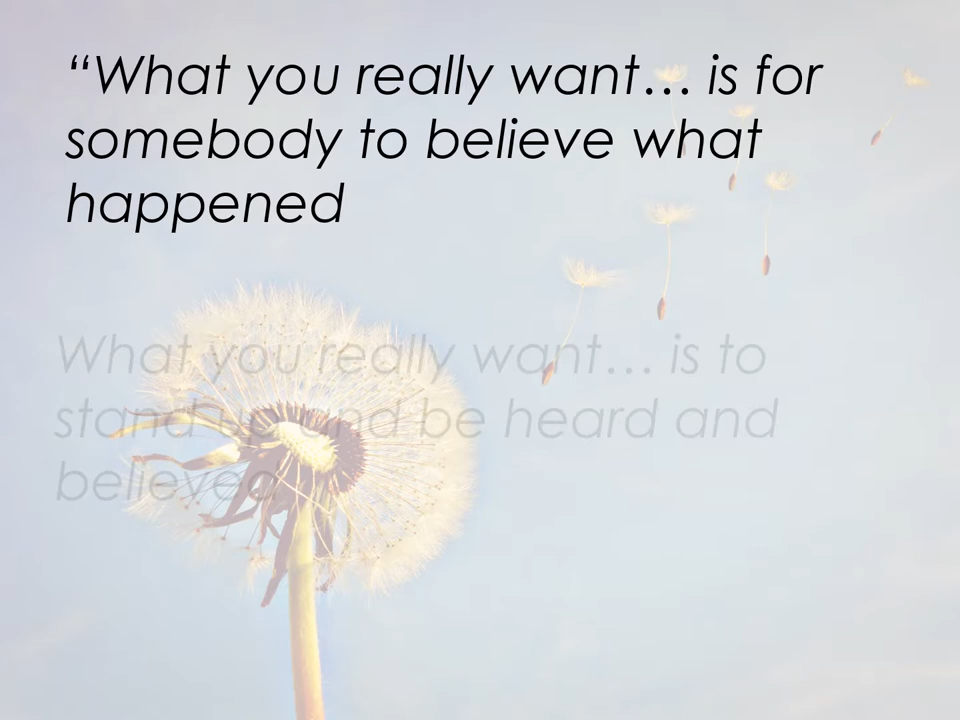 “What you really want… is for
somebody to believe what
happened
What you really want… is to
stand up and be heard and
believed